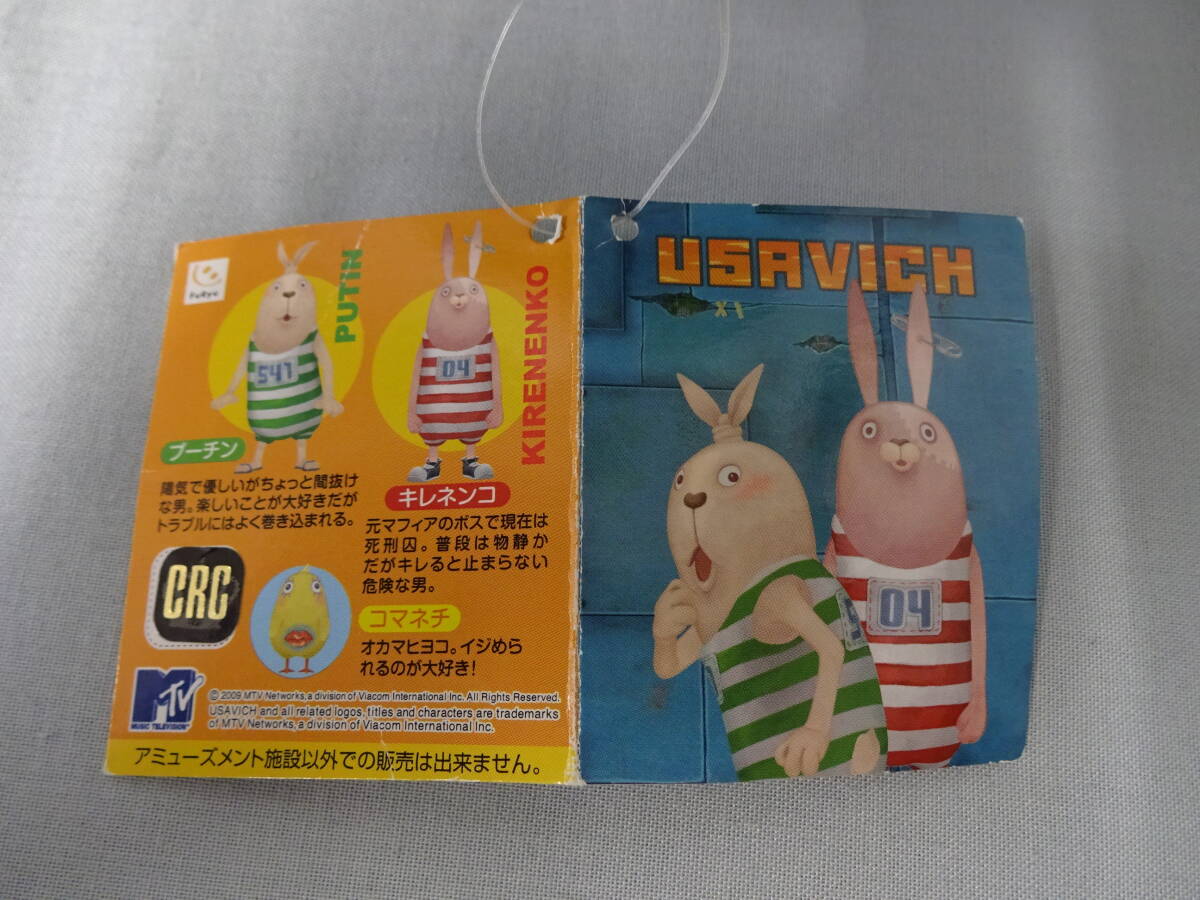 FuRyu
PUTiN
541
プーチン
陽気で優しいがちょっと間抜け
な男。楽しいことが大好きだが
トラブルにはよく巻き込まれる。
KIRENENKO
04
キレネンコ
元マフィアのボスで現在は
死刑囚。普段は物静か
だがキレると止まらない
危険な男。
CRC
コマネチ
オカマヒヨコ。イジめら
れるのが大好き!
MTV
MUSIC TELEVISION
© 2009 MTV Networks, a division of Viacom International Inc. All Rights Reserved.
USAVICH and all related logos, titles and characters are trademarks
of MTV Networks, a division of Viacom International Inc.
アミューズメント施設以外での販売は出来ません。
USAVICH
04